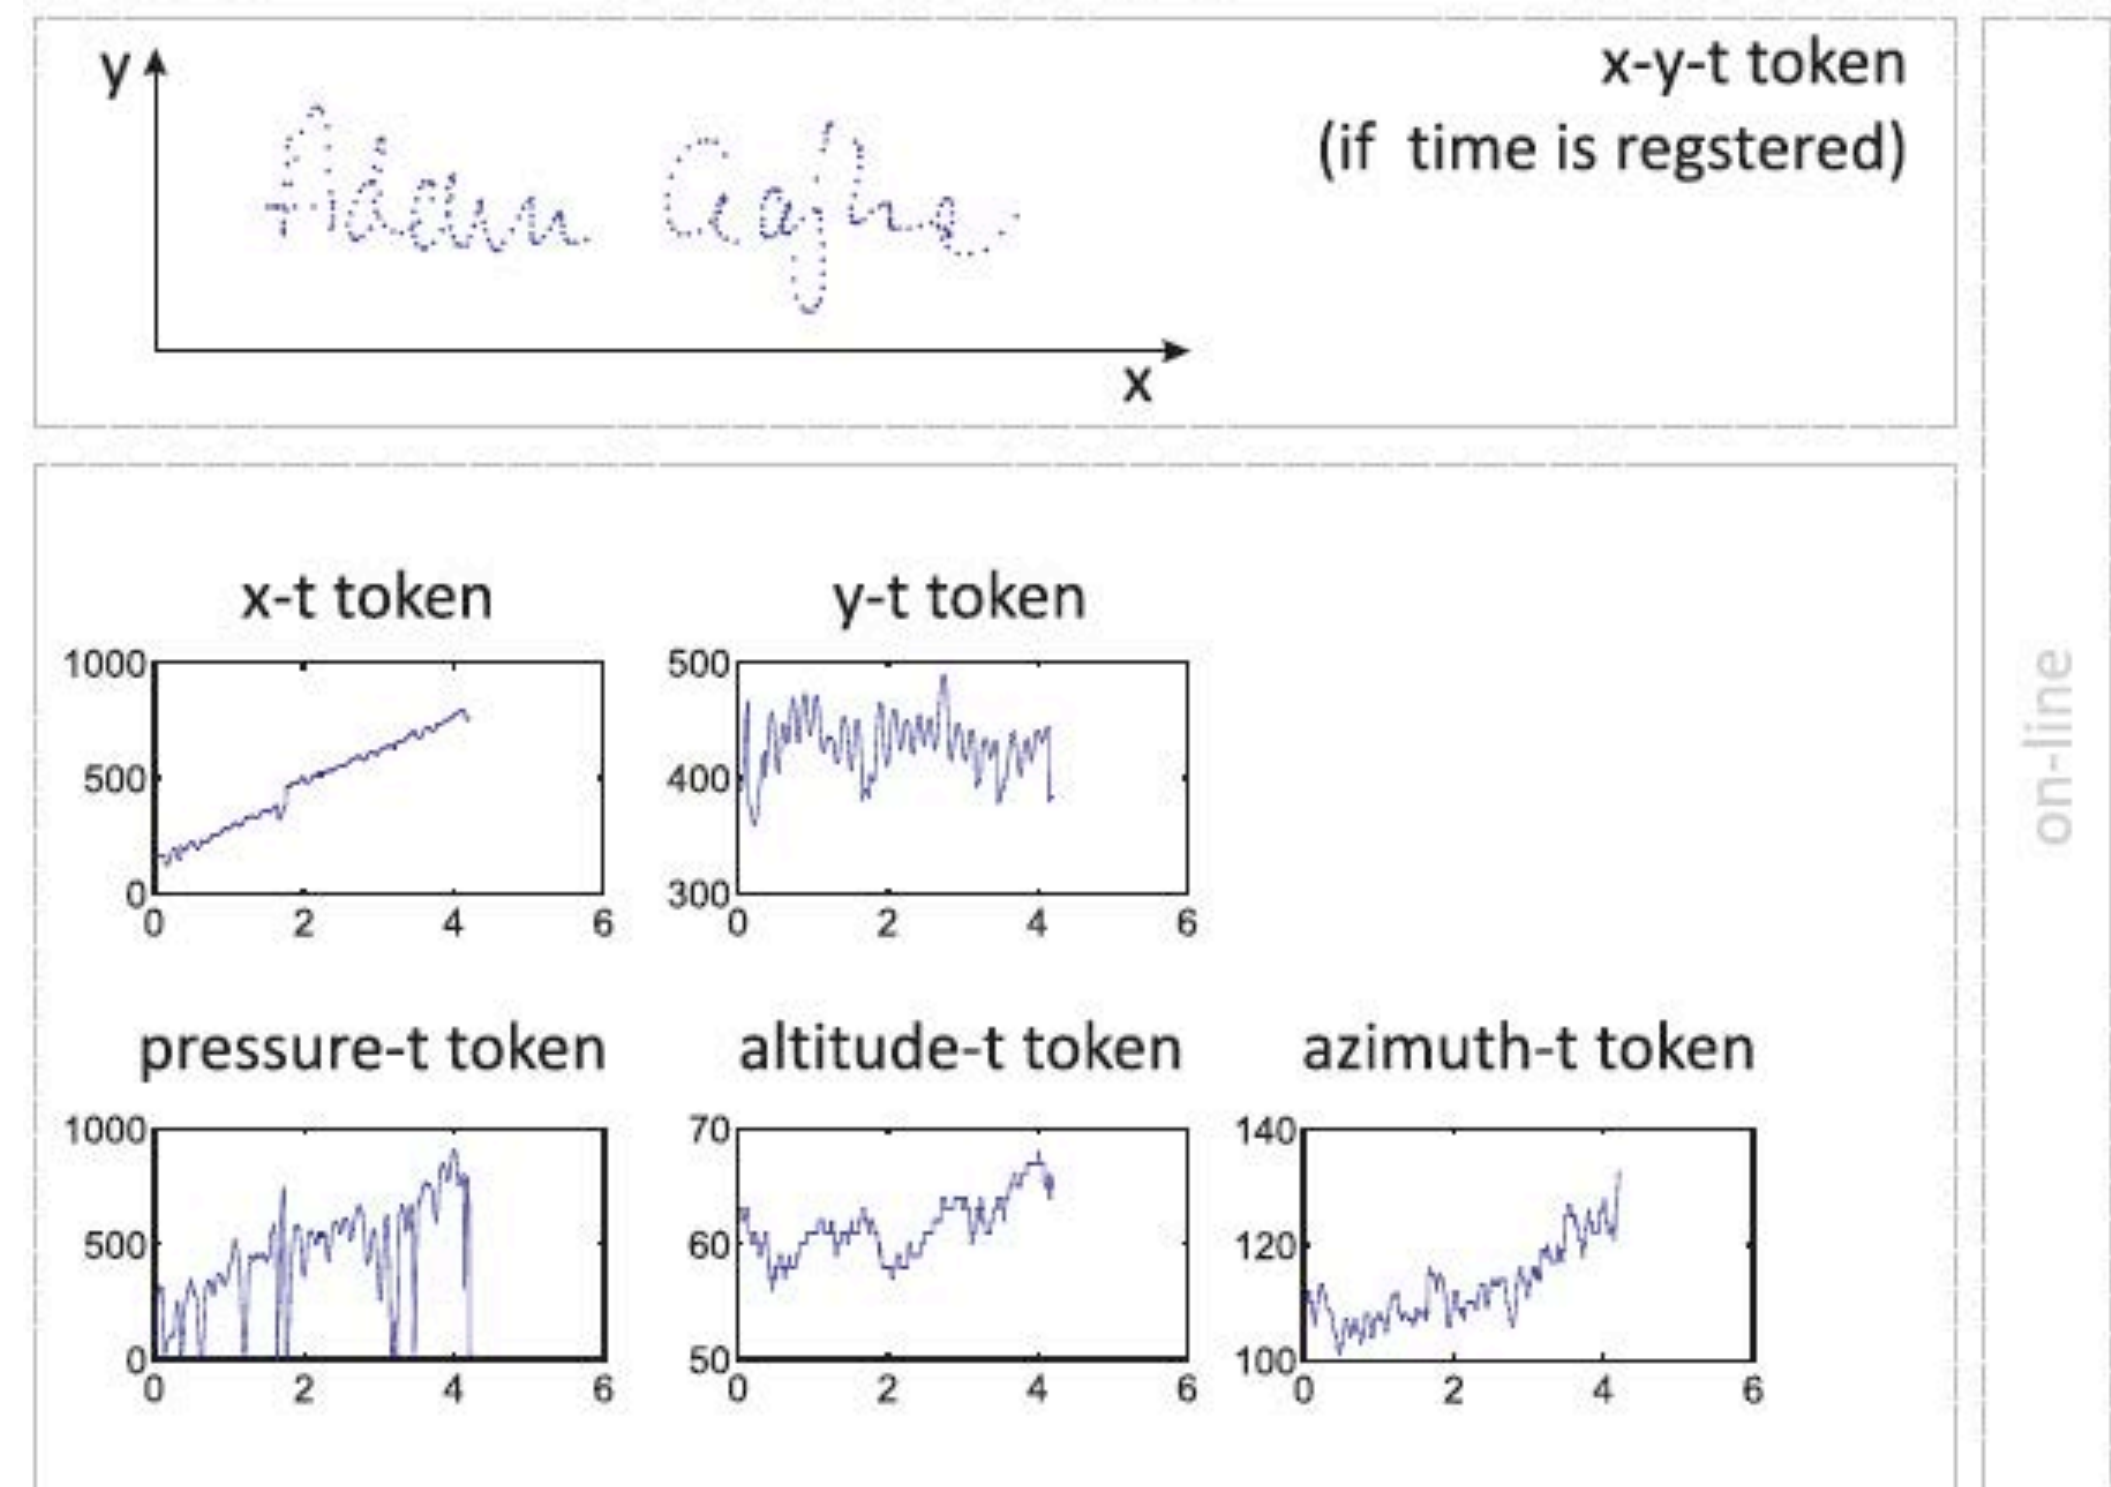 y
x-y-t token
(if time is regstered)
Adam
x
x-t token
y-t token
1000
500
0
0 2 4 6
500
400
300
0 2 4 6
pressure-t token
altitude-t token
azimuth-t token
1000
500
0
0 2 4 6
70
60
50
0 2 4 6
140
120
100
0 2 4 6
on-line